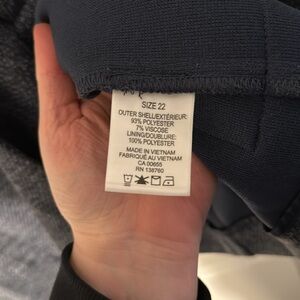 SIZE 22
OUTER SHELL/EXTÉRIEUR:
93% POLYESTER
7% VISCOSE
LINING/DOUBLURE:
100% POLYESTER
MADE IN VIETNAM
FABRIQUÉ AU VIETNAM
CA 00655
RN 138760